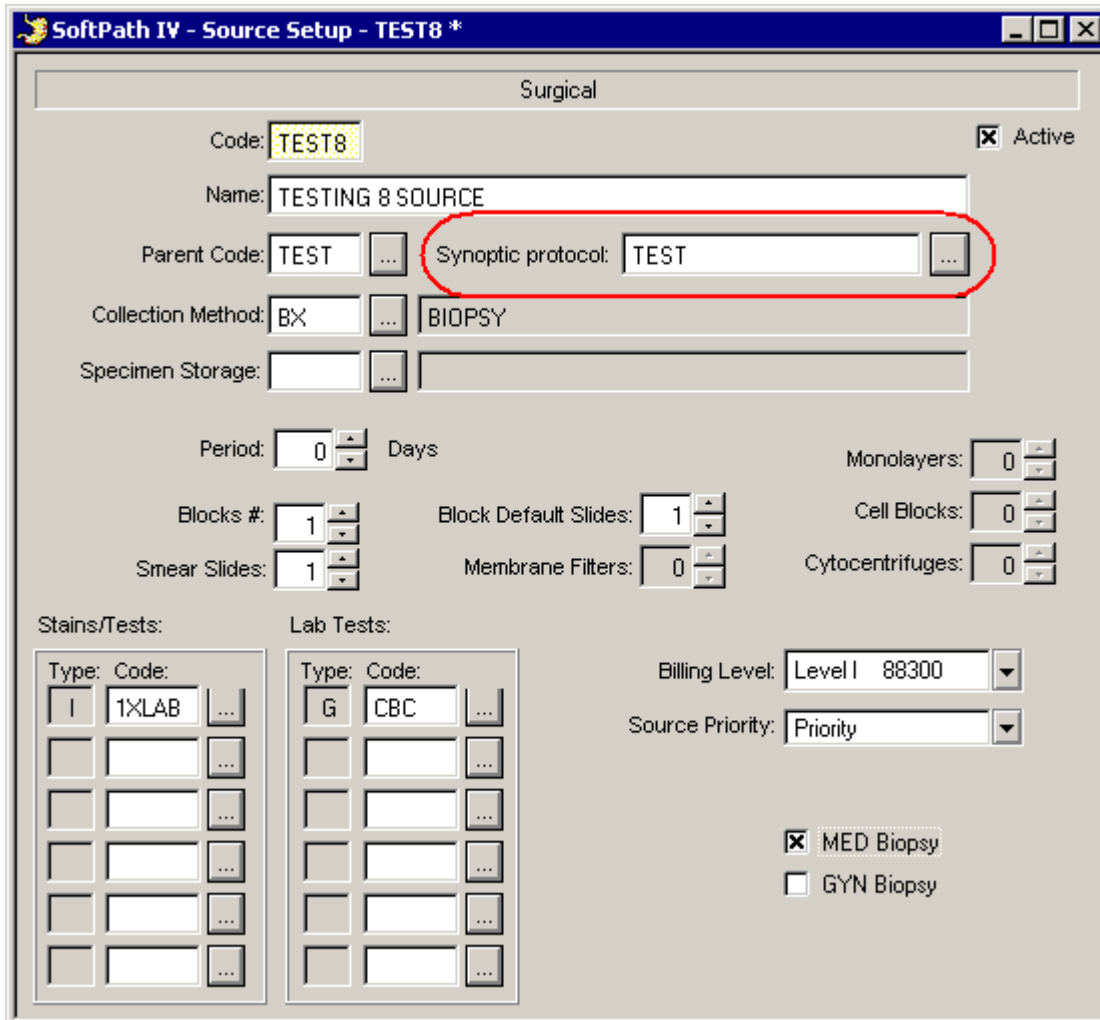 SoftPath IV - Source Setup - TEST8 *
Surgical
Code: TEST8 Active
Name: TESTING 8 SOURCE
Parent Code: TEST ... Synoptic protocol: TEST ...
Collection Method: BX ... BIOPSY
Specimen Storage: ...
Period: 0 Days Monolayers: 0
Blocks #: 1 Block Default Slides: 1 Cell Blocks: 0
Smear Slides: 1 Membrane Filters: 0 Cytocentrifuges: 0
Stains/Tests: Lab Tests:
Type: Code: Type: Code: Billing Level: Level I 88300
I 1XLAB ... G CBC ... Source Priority: Priority
... ...
... ...
... ... MED Biopsy
... ... GYN Biopsy
... ...